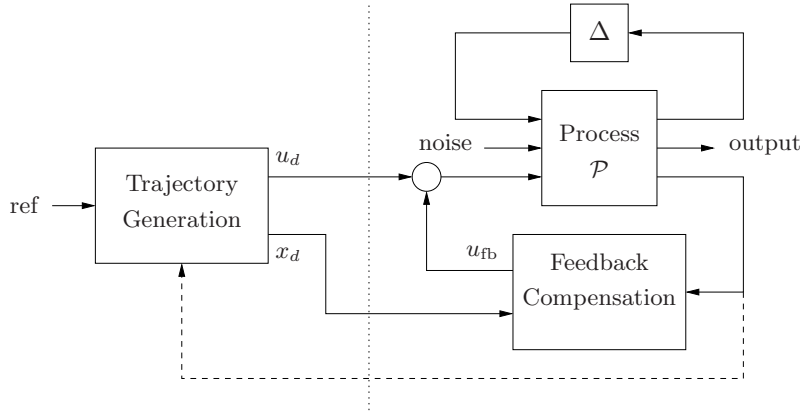 Δ
noise
Process
𝒫
output
ref
Trajectory
Generation
u_d
x_d
u_fb
Feedback
Compensation